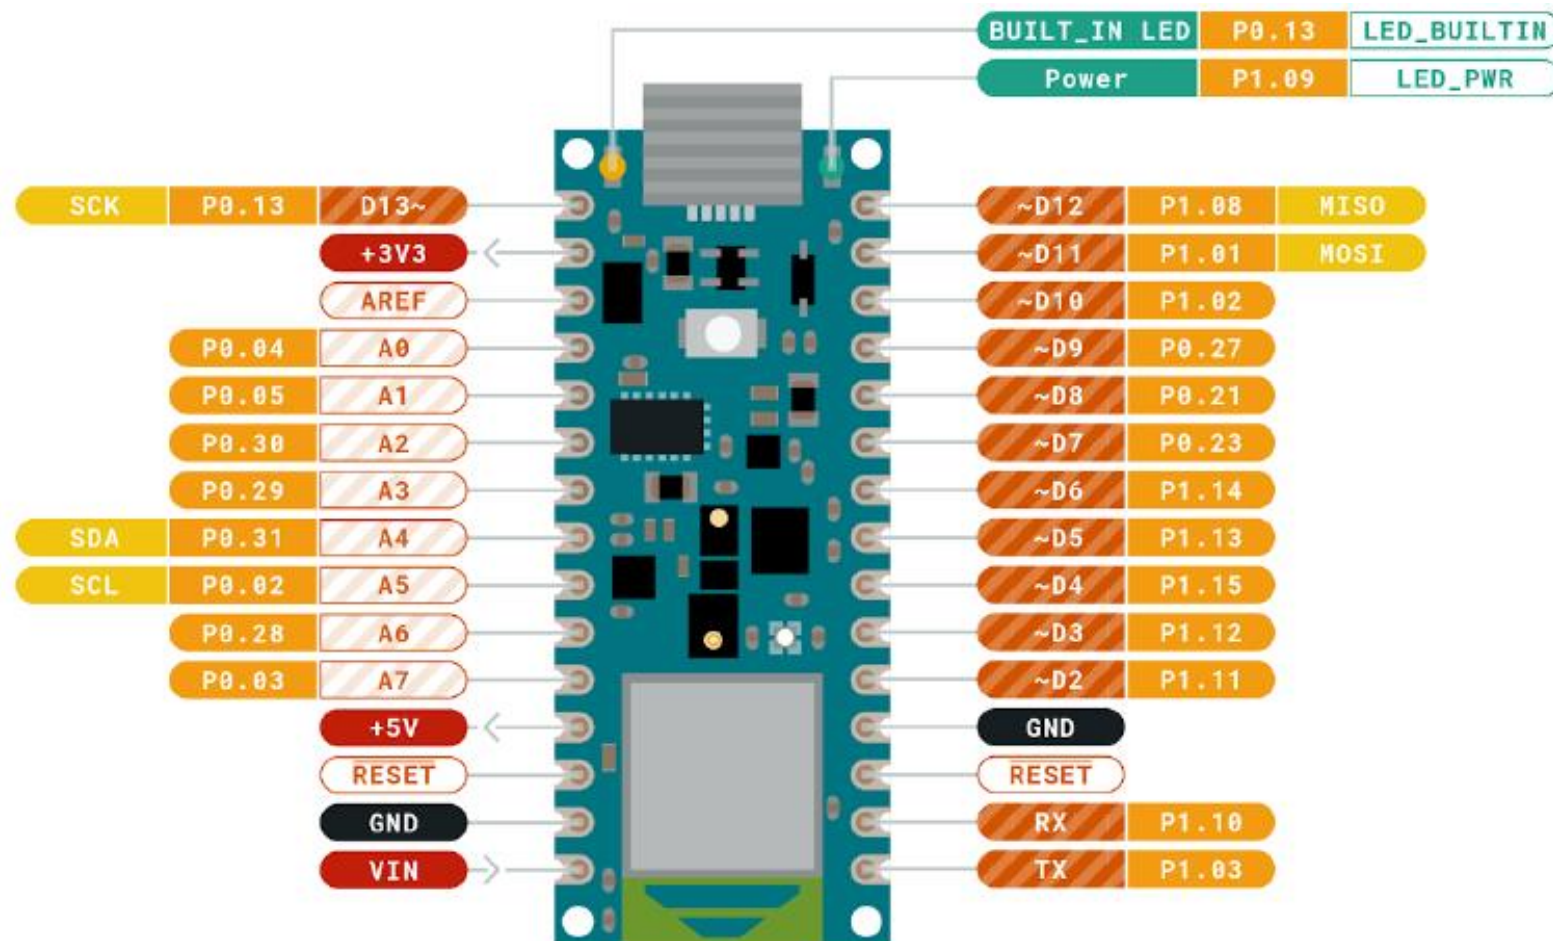 BUILT_IN LED P0.13 LED_BUILTIN
Power P1.09 LED_PWR
SCK P0.13 D13~
+3V3
AREF
P0.04 A0
P0.05 A1
P0.30 A2
P0.29 A3
SDA P0.31 A4
SCL P0.02 A5
P0.28 A6
P0.03 A7
+5V
RESET
GND
VIN
~D12 P1.08 MISO
~D11 P1.01 MOSI
~D10 P1.02
~D9 P0.27
~D8 P0.21
~D7 P0.23
~D6 P1.14
~D5 P1.13
~D4 P1.15
~D3 P1.12
~D2 P1.11
GND
RESET
RX P1.10
TX P1.03